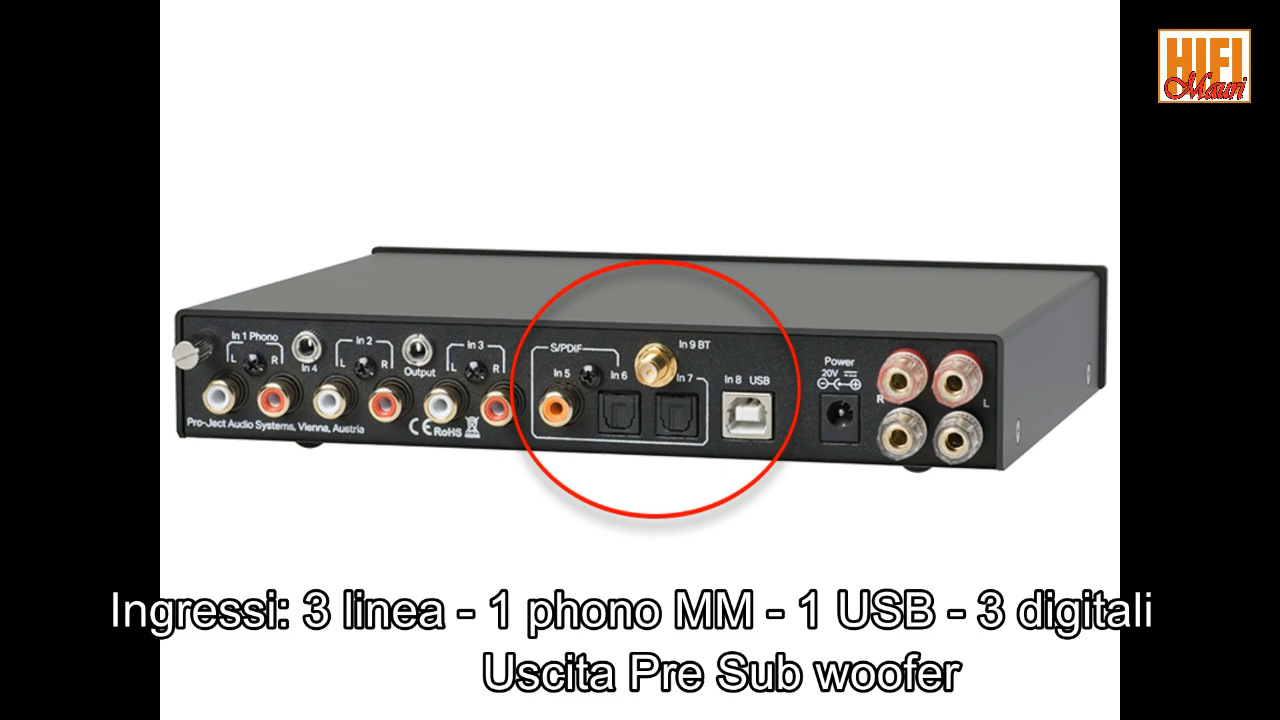 HIFI
Mauri
In 1 Phono
L R
In 4
In 2
L R
Output
In 3
L R
S/PDIF
In 5
In 6
In 9 BT
In 7
In 8 USB
Power
20V
R L
Pro-Ject Audio Systems, Vienna, Austria
CE RoHS
Ingressi: 3 linea - 1 phono MM - 1 USB - 3 digitali
Uscita Pre Sub woofer